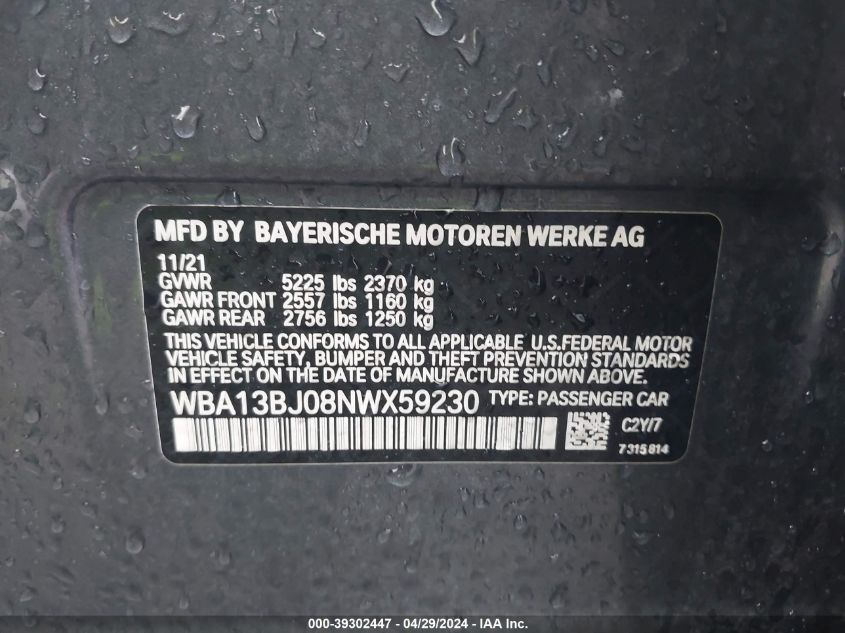 MFD BY BAYERISCHE MOTOREN WERKE AG
11/21
GVWR 5225 lbs 2370 kg
GAWR FRONT 2557 lbs 1160 kg
GAWR REAR 2756 lbs 1250 kg
THIS VEHICLE CONFORMS TO ALL APPLICABLE U.S.FEDERAL MOTOR
VEHICLE SAFETY, BUMPER AND THEFT PREVENTION STANDARDS
IN EFFECT ON THE DATE OF MANUFACTURE SHOWN ABOVE.
WBA13BJ08NWX59230 TYPE: PASSENGER CAR
C2Y/7
7315814
000-39302447 / 04/29/2024 - IAA Inc.